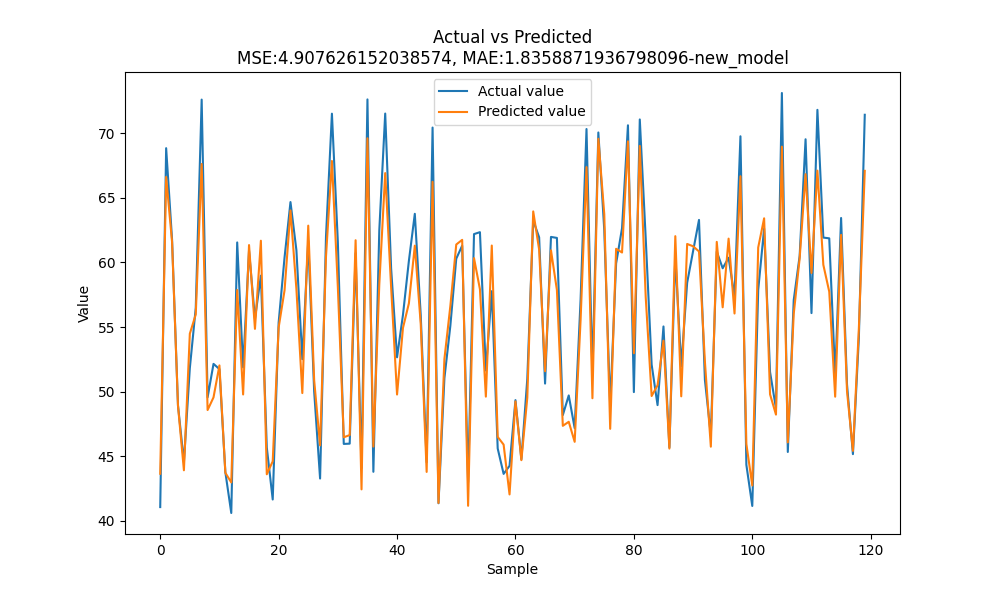 Actual vs Predicted
MSE:4.907626152038574, MAE:1.8358871936798096-new_model
Actual value
Predicted value
Value
70
65
60
55
50
45
40
0
20
40
60
80
100
120
Sample